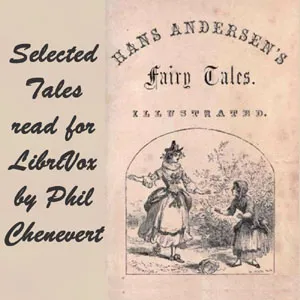 Selected
Tales
read for
LibriVox
by Phil
Chenevert
HANS ANDERSEN'S
Fairy Tales.
ILLUSTRATED.